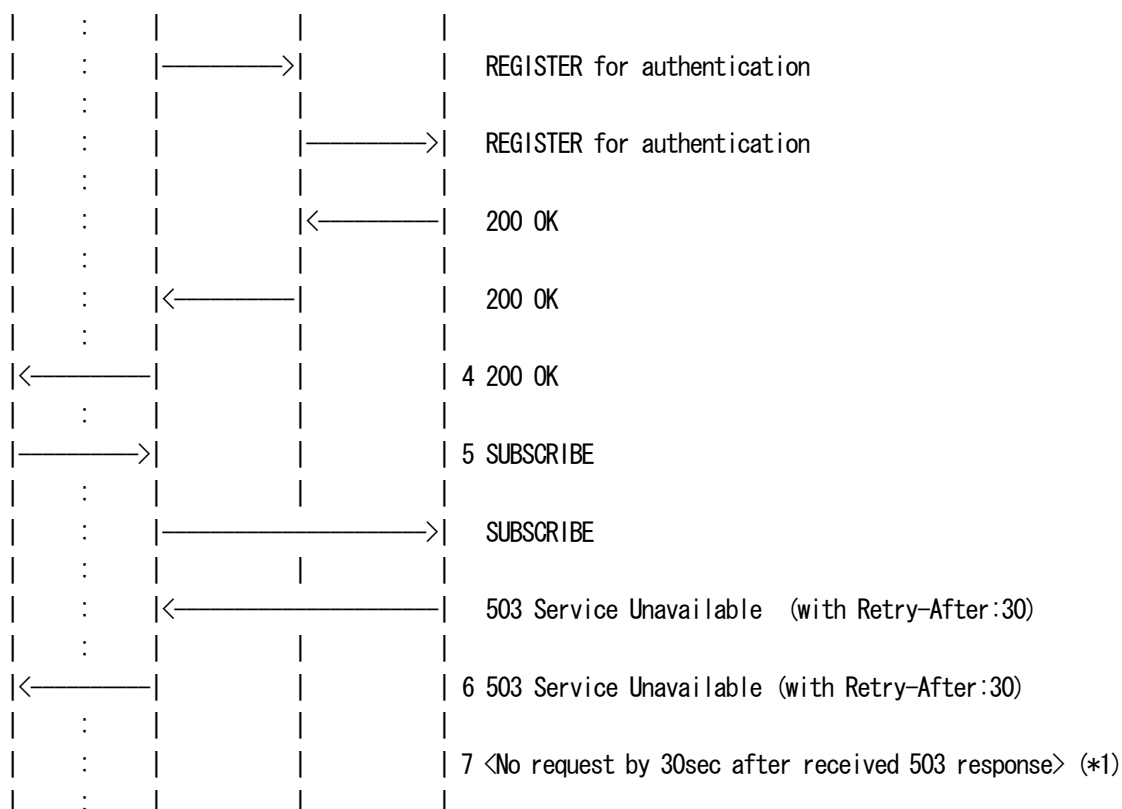 REGISTER for authentication
REGISTER for authentication
200 OK
200 OK
4 200 OK
5 SUBSCRIBE
SUBSCRIBE
503 Service Unavailable (with Retry-After:30)
6 503 Service Unavailable (with Retry-After:30)
7 <No request by 30sec after received 503 response> (*1)